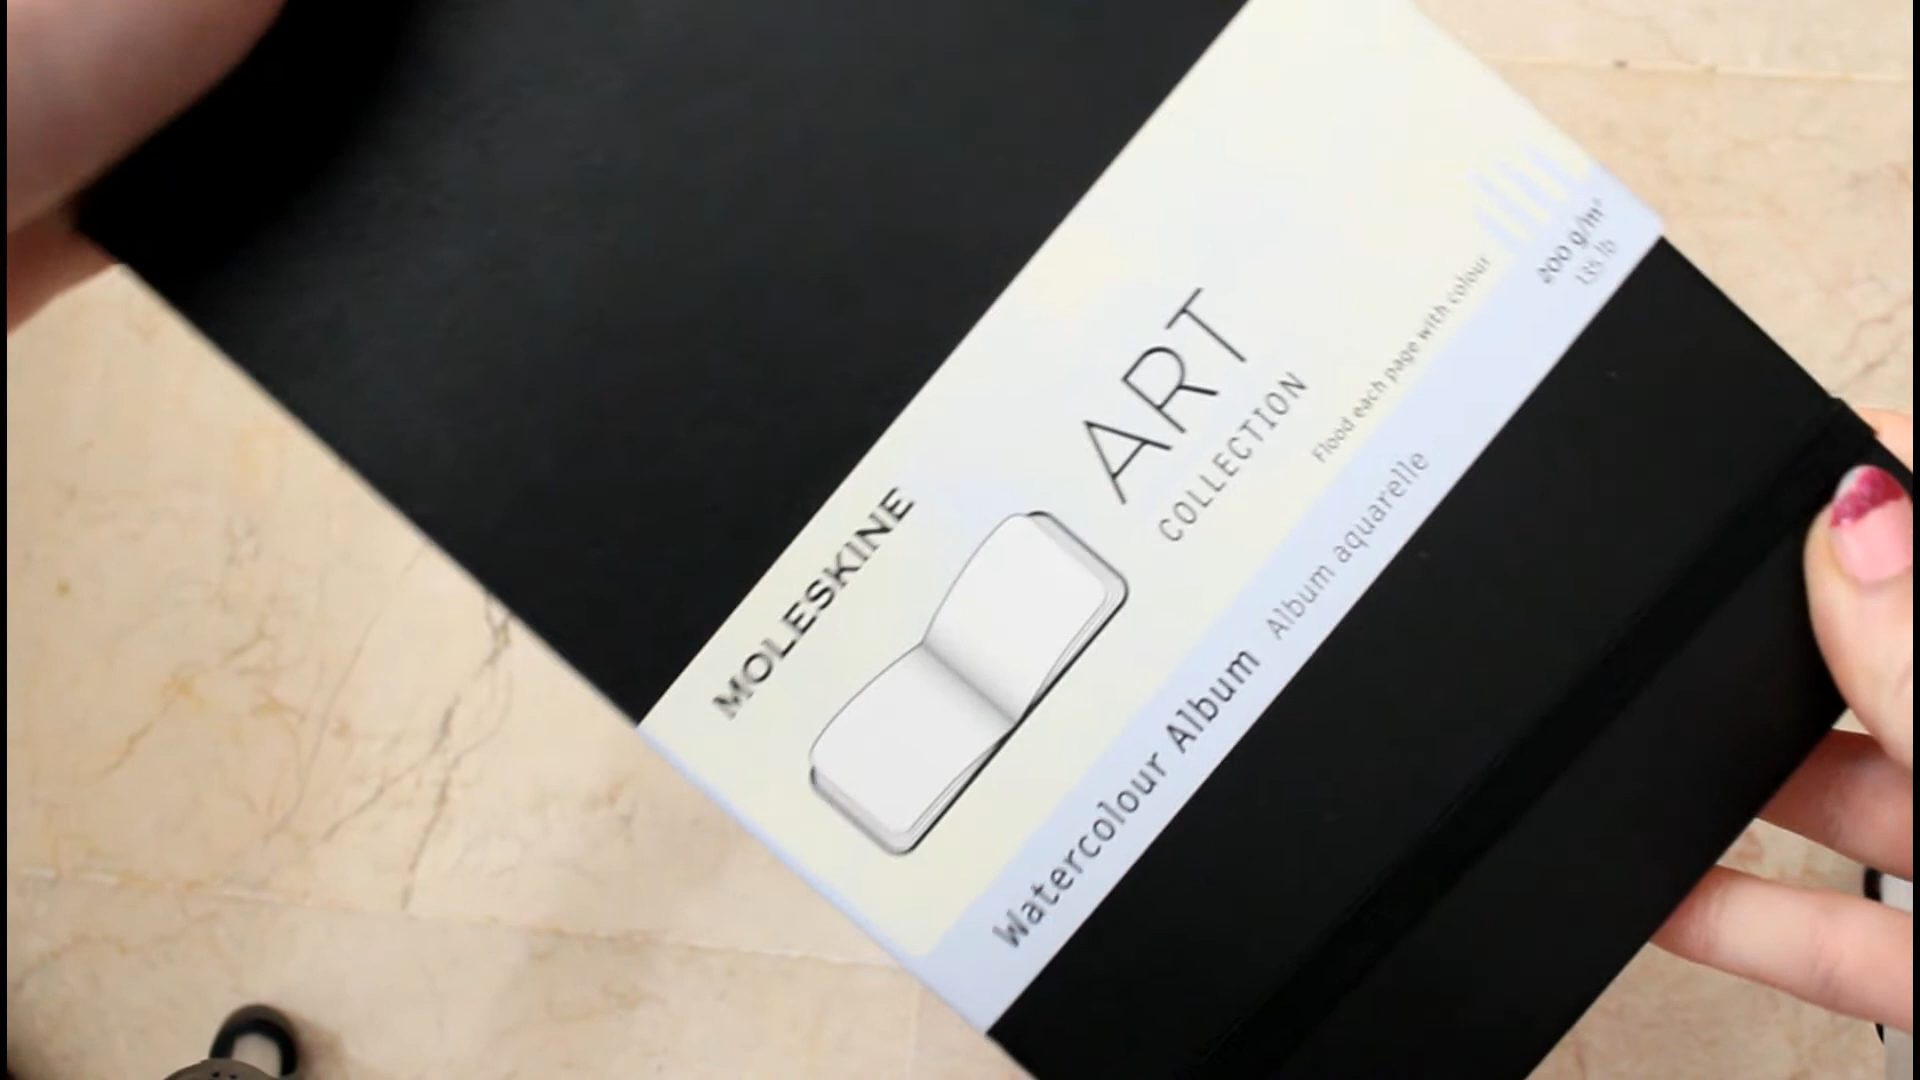 MOLESKINE
ART
COLLECTION
Flood each page with colour
200 g/m²
135 lb
Watercolour Album Album aquarelle